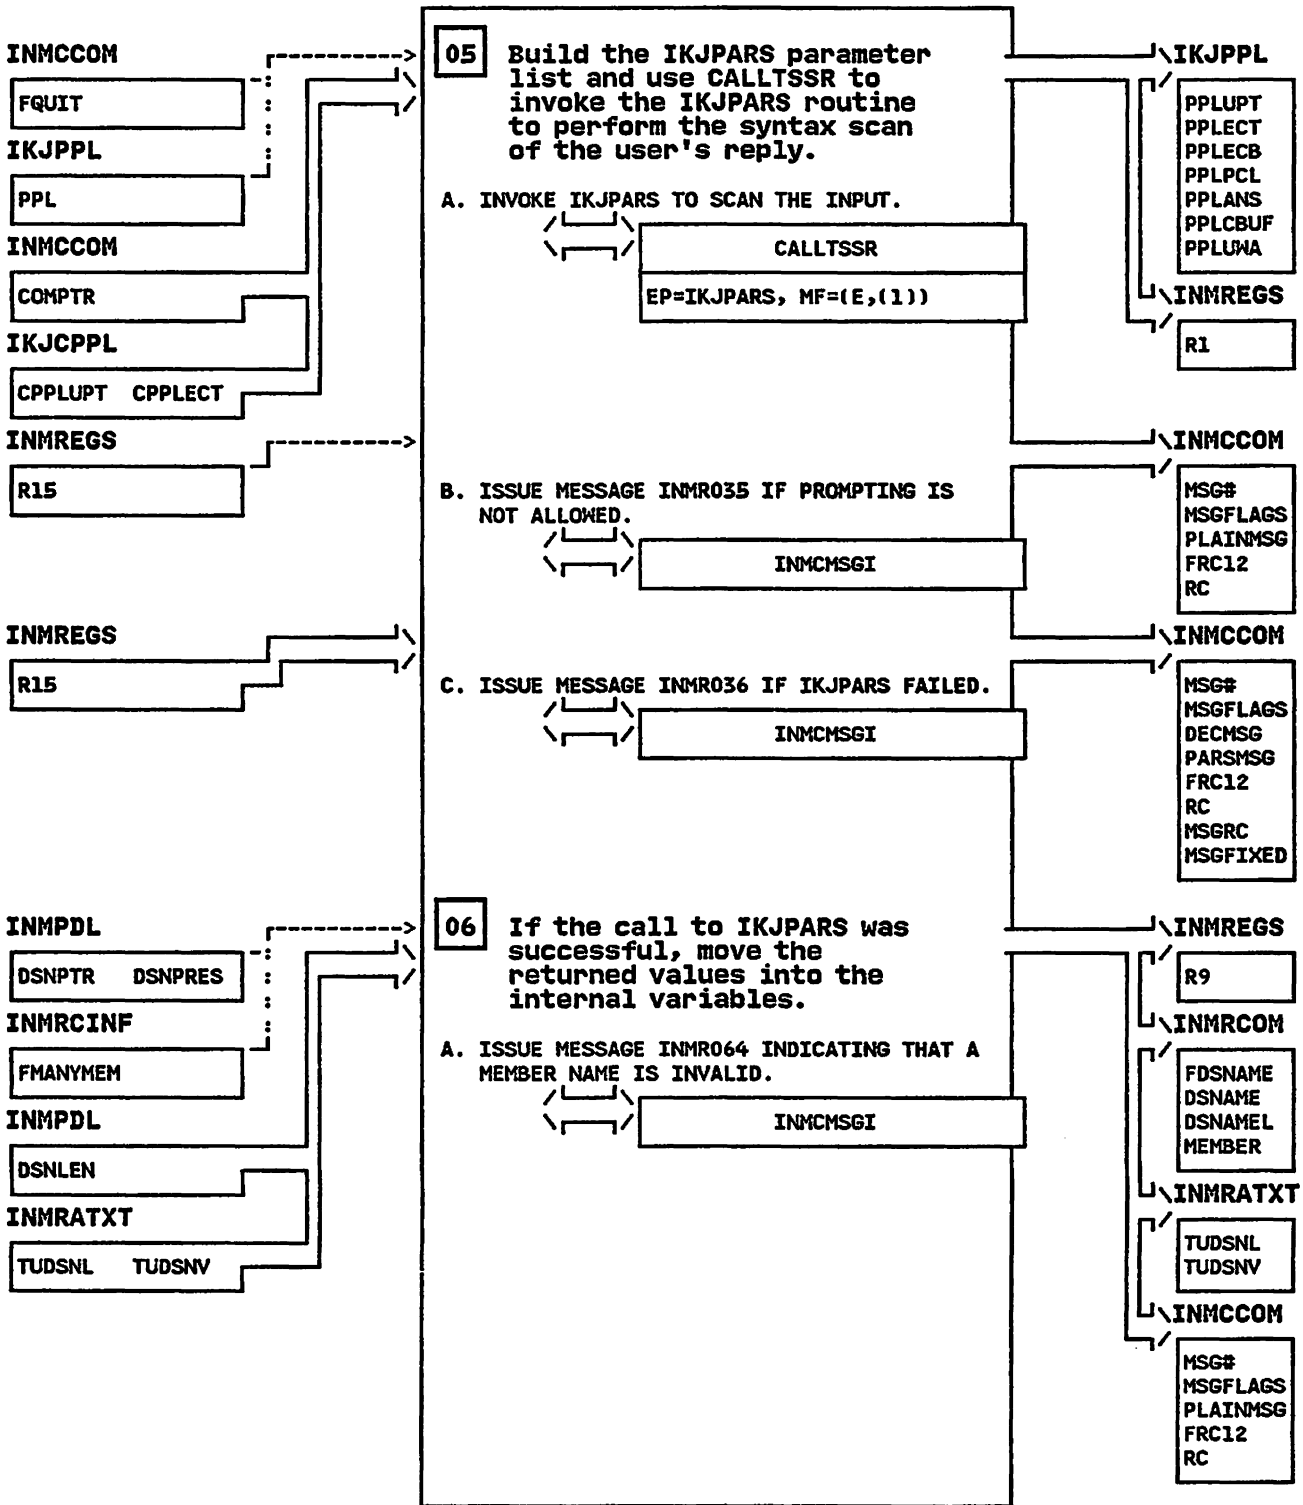 INMCCOM
FQUIT
IKJPPL
PPL
INMCCOM
COMPTR
IKJCPPL
CPPLUPT CPPLECT
INMREGS
R15
INMREGS
R15
INMPDL
DSNPTR DSNPRES
INMRCINF
FMANYMEM
INMPDL
DSNLEN
INMRATXT
TUDSNL TUDSNV
05 Build the IKJPARS parameter
list and use CALLTSSR to
invoke the IKJPARS routine
to perform the syntax scan
of the user's reply.
A. INVOKE IKJPARS TO SCAN THE INPUT.
CALLTSSR
EP=IKJPARS, MF=(E,(1))
B. ISSUE MESSAGE INMR035 IF PROMPTING IS
NOT ALLOWED.
INMCMSGI
C. ISSUE MESSAGE INMR036 IF IKJPARS FAILED.
INMCMSGI
06 If the call to IKJPARS was
successful, move the
returned values into the
internal variables.
A. ISSUE MESSAGE INMR064 INDICATING THAT A
MEMBER NAME IS INVALID.
INMCMSGI
IKJPPL
PPLUPT
PPLECT
PPLECB
PPLPCL
PPLANS
PPLCBUF
PPLUWA
INMREGS
R1
INMCCOM
MSG#
MSGFLAGS
PLAINMSG
FRC12
RC
INMCCOM
MSG#
MSGFLAGS
DECMSG
PARSMSG
FRC12
RC
MSGRC
MSGFIXED
INMREGS
R9
INMRCOM
FDSNAME
DSNAME
DSNAMEL
MEMBER
INMRATXT
TUDSNL
TUDSNV
INMCCOM
MSG#
MSGFLAGS
PLAINMSG
FRC12
RC